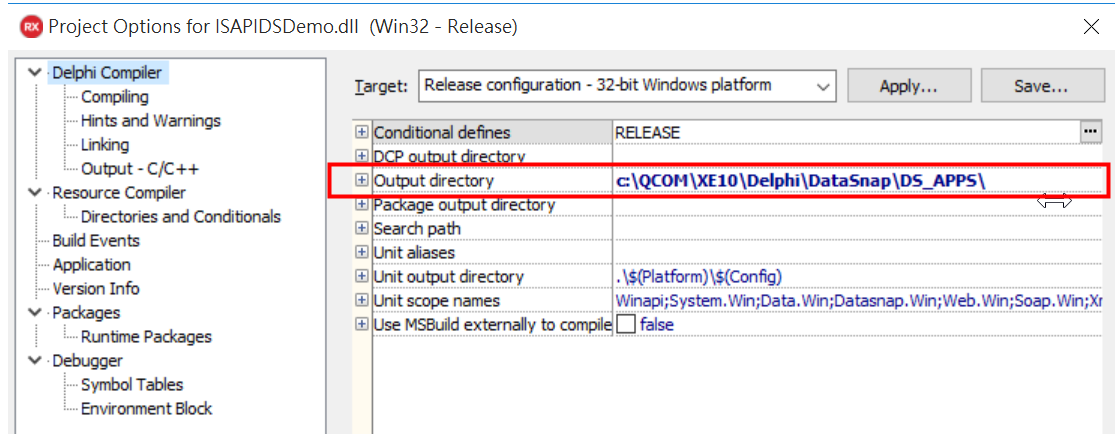 RX Project Options for ISAPIDSDemo.dll (Win32 - Release)
Delphi Compiler
Compiling
Hints and Warnings
Linking
Output - C/C++
Resource Compiler
Directories and Conditionals
Build Events
Application
Version Info
Packages
Runtime Packages
Debugger
Symbol Tables
Environment Block
Target: Release configuration - 32-bit Windows platform Apply... Save...
Conditional defines RELEASE ...
DCP output directory
Output directory c:\QCOM\XE10\Delphi\DataSnap\DS_APPS\
Package output directory
Search path
Unit aliases
Unit output directory .\$(Platform)\$(Config)
Unit scope names Winapi;System.Win;Data.Win;Datasnap.Win;Web.Win;Soap.Win;Xr
Use MSBuild externally to compile false